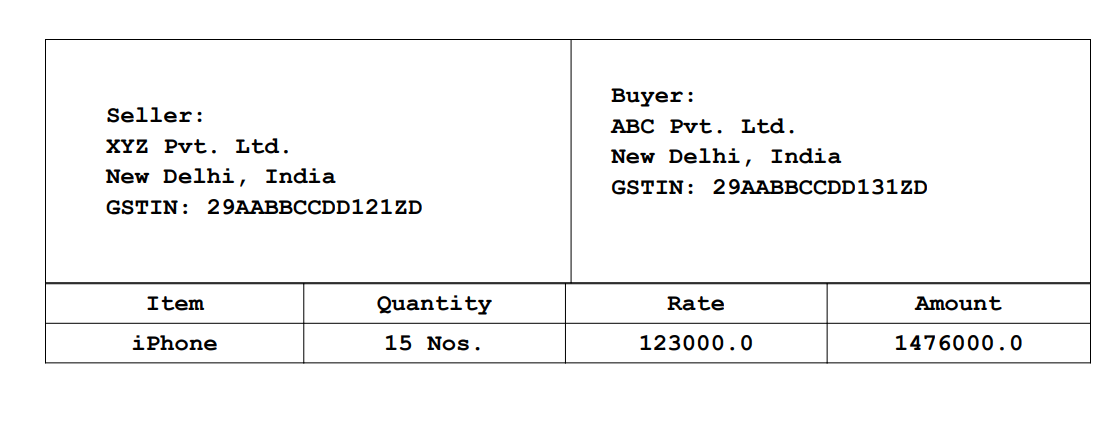 Seller:
XYZ Pvt. Ltd.
New Delhi, India
GSTIN: 29AABBCCDD121ZD
Buyer:
ABC Pvt. Ltd.
New Delhi, India
GSTIN: 29AABBCCDD131ZD
Item Quantity Rate Amount
iPhone 15 Nos. 123000.0 1476000.0